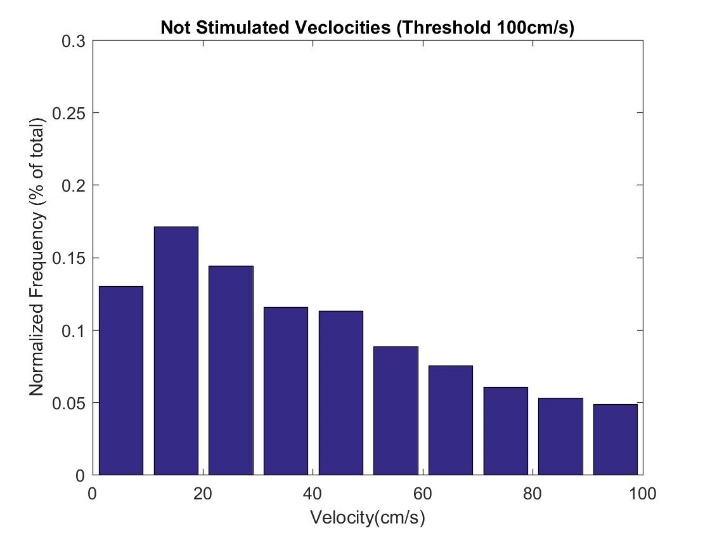 Not Stimulated Veclocities (Threshold 100cm/s)
Normalized Frequency (% of total)
0.3
0.25
0.2
0.15
0.1
0.05
0
0 20 40 60 80 100
Velocity(cm/s)